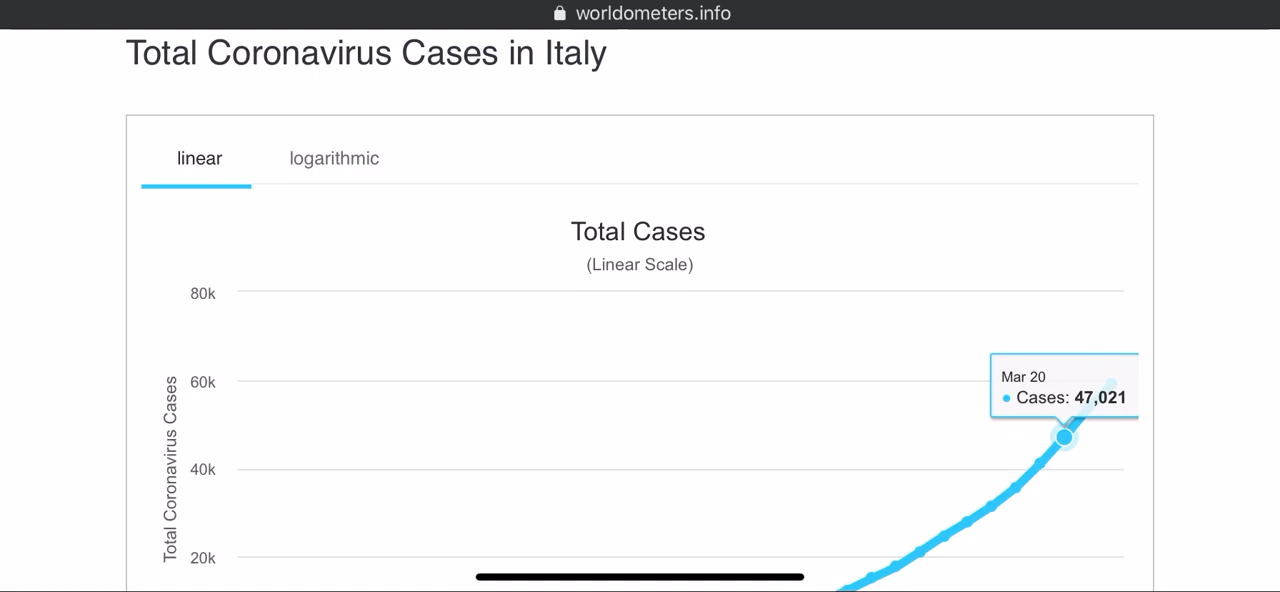 worldometers.info
Total Coronavirus Cases in Italy
linear logarithmic
Total Cases
(Linear Scale)
80k
60k
40k
20k
Total Coronavirus Cases
Mar 20
Cases: 47,021